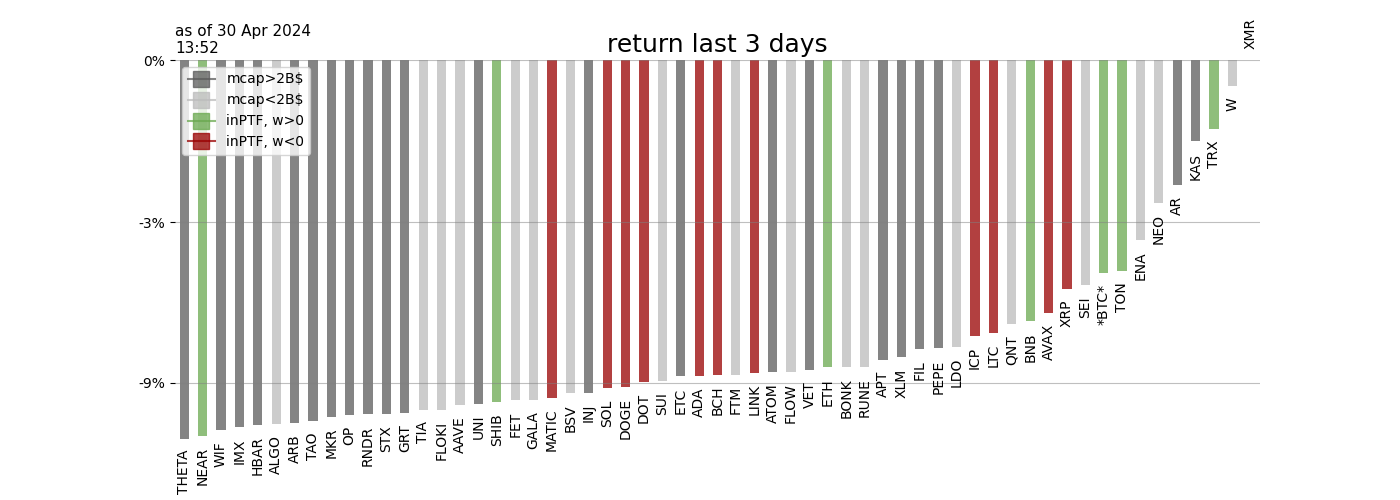 as of 30 Apr 2024
13:52
return last 3 days
XMR
0%
-3%
-9%
mcap>2B$
mcap<2B$
inPTF, w>0
inPTF, w<0
THETA
NEAR
WIF
IMX
HBAR
ALGO
ARB
TAO
MKR
OP
RNDR
STX
GRT
TIA
FLOKI
AAVE
UNI
SHIB
FET
GALA
MATIC
BSV
INJ
SOL
DOGE
DOT
SUI
ETC
ADA
BCH
FTM
LINK
ATOM
FLOW
VET
ETH
BONK
RUNE
APT
XLM
FIL
PEPE
LDO
ICP
LTC
QNT
BNB
AVAX
XRP
SEI
*BTC*
TON
ENA
NEO
AR
KAS
TRX
W